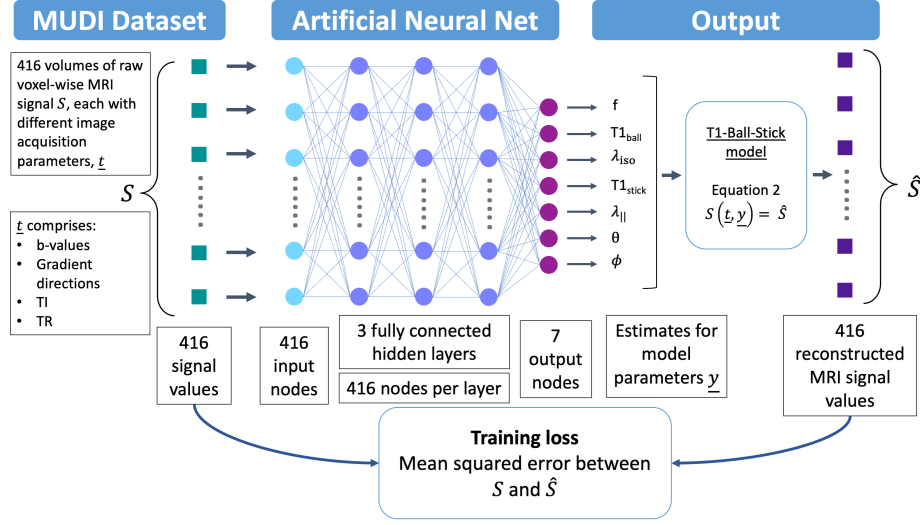 MUDI Dataset
Artificial Neural Net
Output
416 volumes of raw
voxel-wise MRI
signal S, each with
different image
acquisition
parameters, t
S
t comprises:
• b-values
• Gradient
directions
• TI
• TR
f
T1ball
λiso
T1stick
λ||
θ
ϕ
T1-Ball-Stick
model
Equation 2
S(t, y) = Ŝ
Ŝ
416
signal
values
416
input
nodes
3 fully connected
hidden layers
416 nodes per layer
7
output
nodes
Estimates for
model
parameters y
416
reconstructed
MRI signal
values
Training loss
Mean squared error between
S and Ŝ